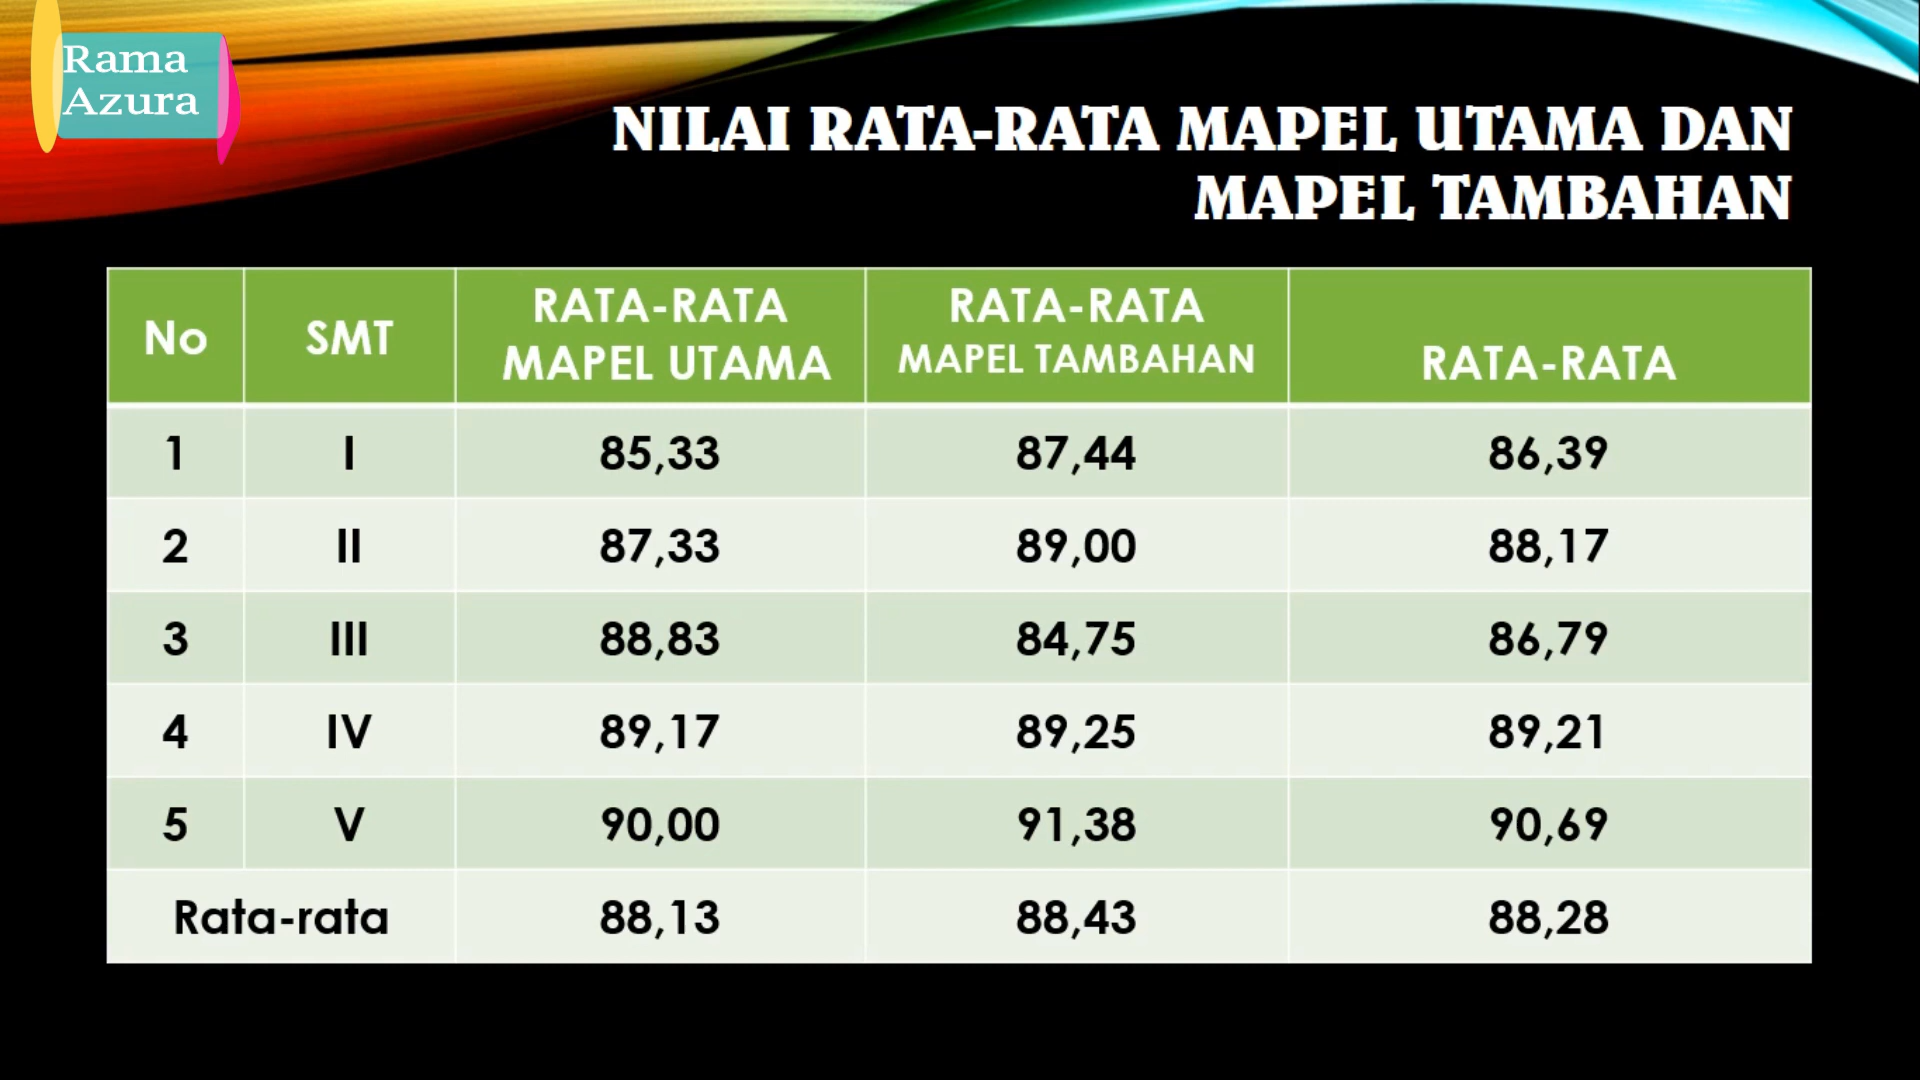 Rama
Azura
NILAI RATA-RATA MAPEL UTAMA DAN
MAPEL TAMBAHAN
No SMT RATA-RATA MAPEL UTAMA RATA-RATA MAPEL TAMBAHAN RATA-RATA
1 I 85,33 87,44 86,39
2 II 87,33 89,00 88,17
3 III 88,83 84,75 86,79
4 IV 89,17 89,25 89,21
5 V 90,00 91,38 90,69
Rata-rata 88,13 88,43 88,28